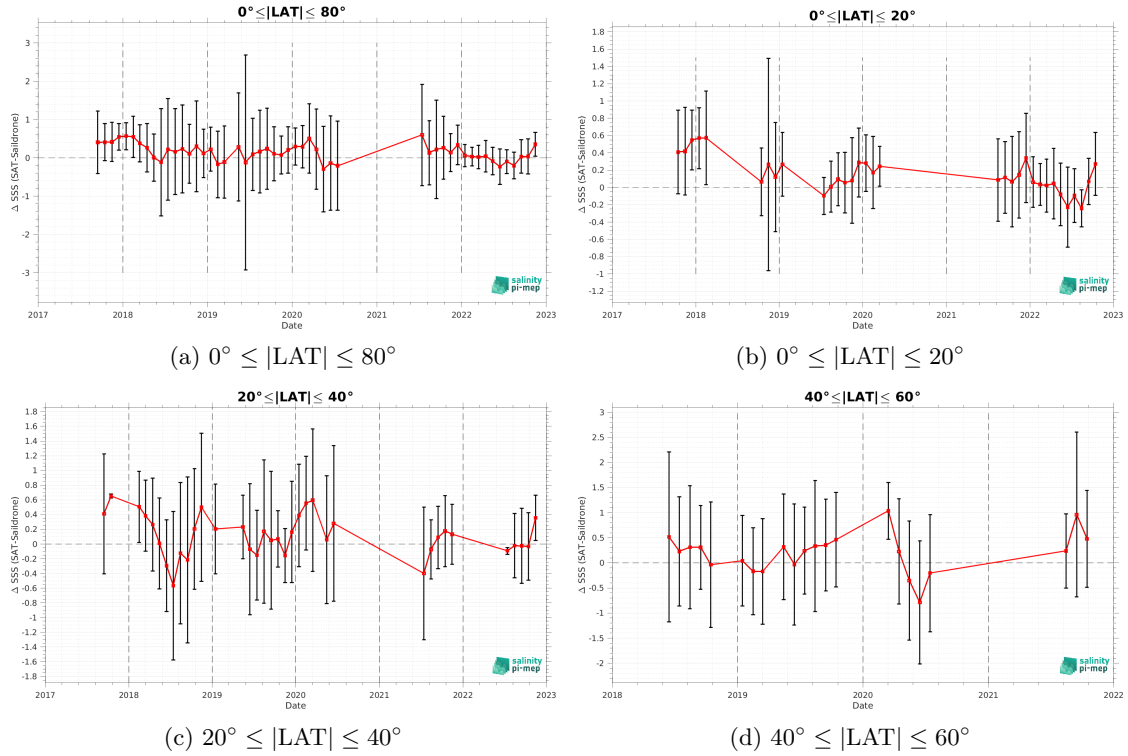 0°≤|LAT|≤ 80°
Δ SSS (SAT-Saildrone)
3
2
1
0
-1
-2
-3
2017 2018 2019 2020 2021 2022 2023
Date
salinity
pi-mep
(a) 0° ≤ |LAT| ≤ 80°
0°≤|LAT|≤ 20°
Δ SSS (SAT-Saildrone)
1.8
1.6
1.4
1.2
1
0.8
0.6
0.4
0.2
0
-0.2
-0.4
-0.6
-0.8
-1
-1.2
2017 2018 2019 2020 2021 2022 2023
Date
salinity
pi-mep
(b) 0° ≤ |LAT| ≤ 20°
20°≤|LAT|≤ 40°
Δ SSS (SAT-Saildrone)
1.8
1.6
1.4
1.2
1
0.8
0.6
0.4
0.2
0
-0.2
-0.4
-0.6
-0.8
-1
-1.2
-1.4
-1.6
-1.8
2017 2018 2019 2020 2021 2022 2023
Date
salinity
pi-mep
(c) 20° ≤ |LAT| ≤ 40°
40°≤|LAT|≤ 60°
Δ SSS (SAT-Saildrone)
3
2.5
2
1.5
1
0.5
0
-0.5
-1
-1.5
-2
2018 2019 2020 2021 2022
Date
salinity
pi-mep
(d) 40° ≤ |LAT| ≤ 60°